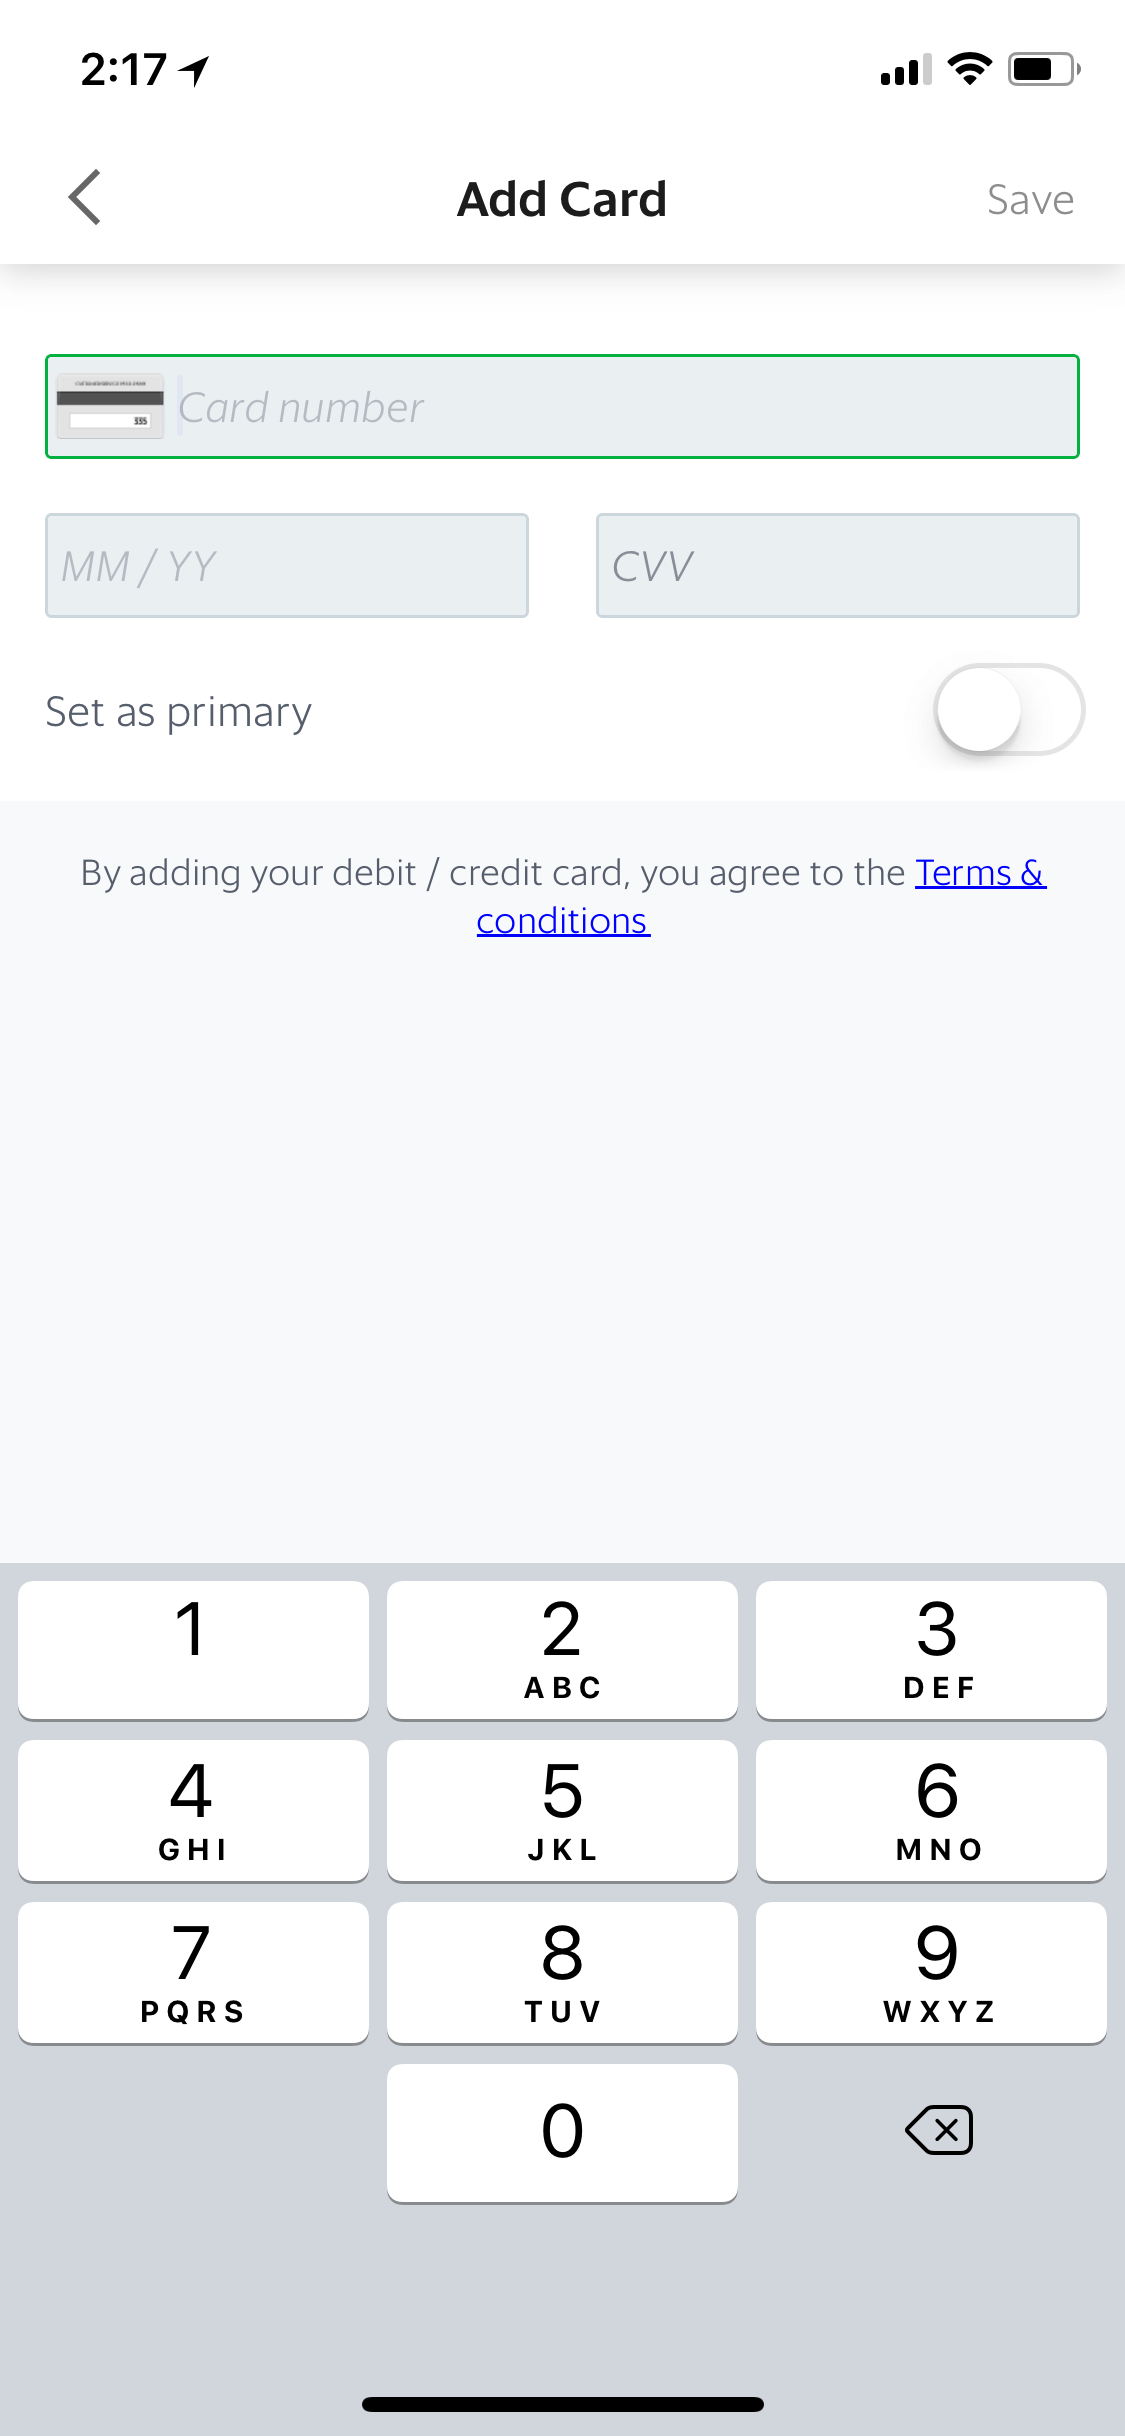 2:17
Add Card
Save
Card number
MM / YY
CVV
Set as primary
By adding your debit / credit card, you agree to the Terms &
conditions
1
2
ABC
3
DEF
4
GHI
5
JKL
6
MNO
7
PQRS
8
TUV
9
WXYZ
0